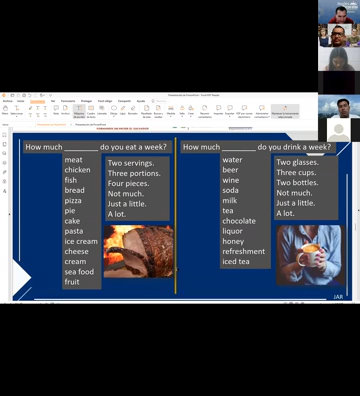 How much ________ do you eat a week?
meat
chicken
fish
bread
pizza
pie
cake
pasta
ice cream
cheese
cream
sea food
fruit
Two servings.
Three portions.
Four pieces.
Not much.
Just a little.
A lot.
How much ________ do you drink a week?
water
beer
wine
soda
milk
tea
chocolate
liquor
honey
refreshment
iced tea
Two glasses.
Three cups.
Two bottles.
Not much.
Just a little.
A lot.
JAR